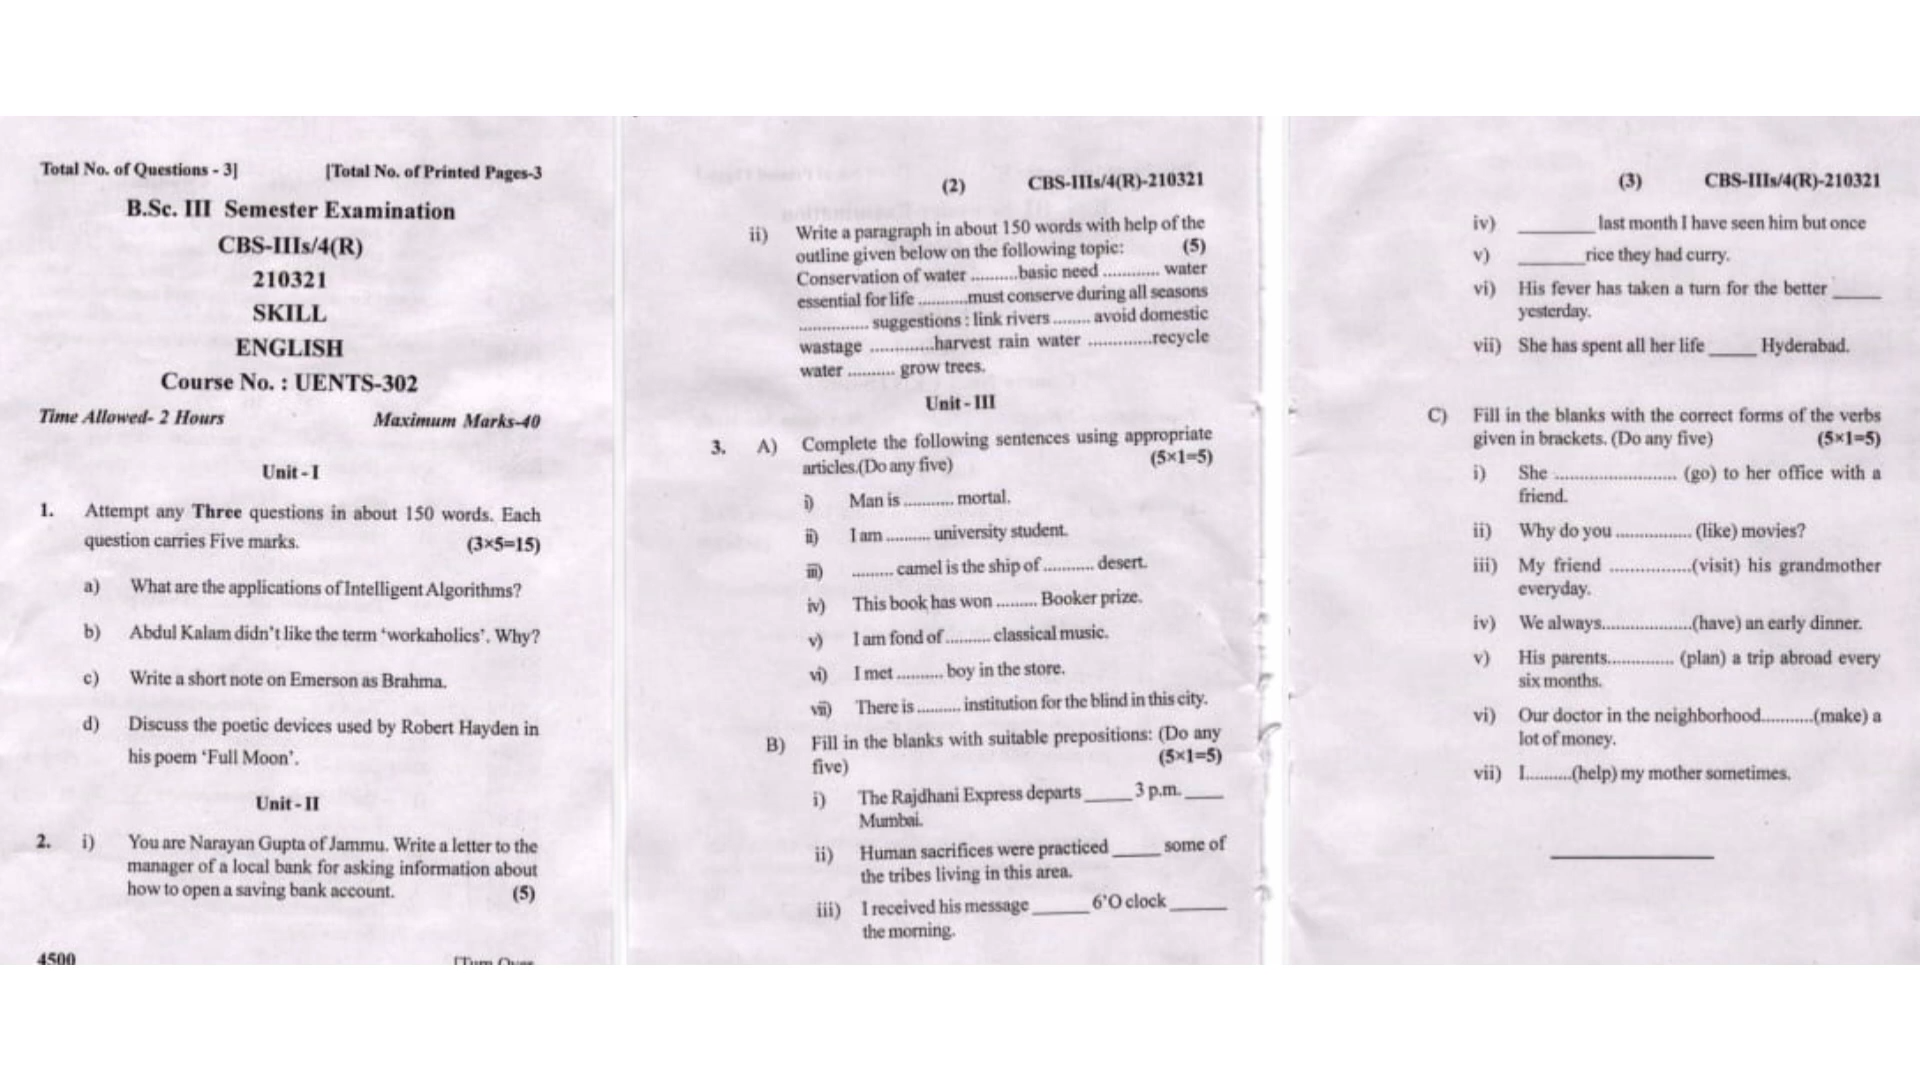 Total No. of Questions - 3] [Total No. of Printed Pages-3
B.Sc. III Semester Examination
CBS-IIIs/4(R)
210321
SKILL
ENGLISH
Course No. : UENTS-302
Time Allowed- 2 Hours Maximum Marks-40
Unit - I
1. Attempt any Three questions in about 150 words. Each
question carries Five marks. (3×5=15)
a) What are the applications of Intelligent Algorithms?
b) Abdul Kalam didn't like the term 'workaholics'. Why?
c) Write a short note on Emerson as Brahma.
d) Discuss the poetic devices used by Robert Hayden in
his poem 'Full Moon'.
Unit - II
2. i) You are Narayan Gupta of Jammu. Write a letter to the
manager of a local bank for asking information about
how to open a saving bank account. (5)
4500 [Turn Over
(2) CBS-IIIs/4(R)-210321
ii) Write a paragraph in about 150 words with help of the
outline given below on the following topic: (5)
Conservation of water ..........basic need ............ water
essential for life ...........must conserve during all seasons
............... suggestions : link rivers ........ avoid domestic
wastage ..............harvest rain water ..............recycle
water .......... grow trees.
Unit - III
3. A) Complete the following sentences using appropriate
articles.(Do any five) (5×1=5)
i) Man is ........... mortal.
ii) I am .......... university student.
iii) ......... camel is the ship of ........... desert.
iv) This book has won ......... Booker prize.
v) I am fond of .......... classical music.
vi) I met .......... boy in the store.
vii) There is .......... institution for the blind in this city.
B) Fill in the blanks with suitable prepositions: (Do any
five) (5×1=5)
i) The Rajdhani Express departs _____ 3 p.m. ____
Mumbai.
ii) Human sacrifices were practiced _____ some of
the tribes living in this area.
iii) I received his message ______ 6'O clock ______
the morning.
(3) CBS-IIIs/4(R)-210321
iv) ________ last month I have seen him but once
v) _______ rice they had curry.
vi) His fever has taken a turn for the better _____
yesterday.
vii) She has spent all her life _____ Hyderabad.
C) Fill in the blanks with the correct forms of the verbs
given in brackets. (Do any five) (5×1=5)
i) She ........................... (go) to her office with a
friend.
ii) Why do you ................. (like) movies?
iii) My friend ..................(visit) his grandmother
everyday.
iv) We always....................(have) an early dinner.
v) His parents............... (plan) a trip abroad every
six months.
vi) Our doctor in the neighborhood...........(make) a
lot of money.
vii) I..........(help) my mother sometimes.